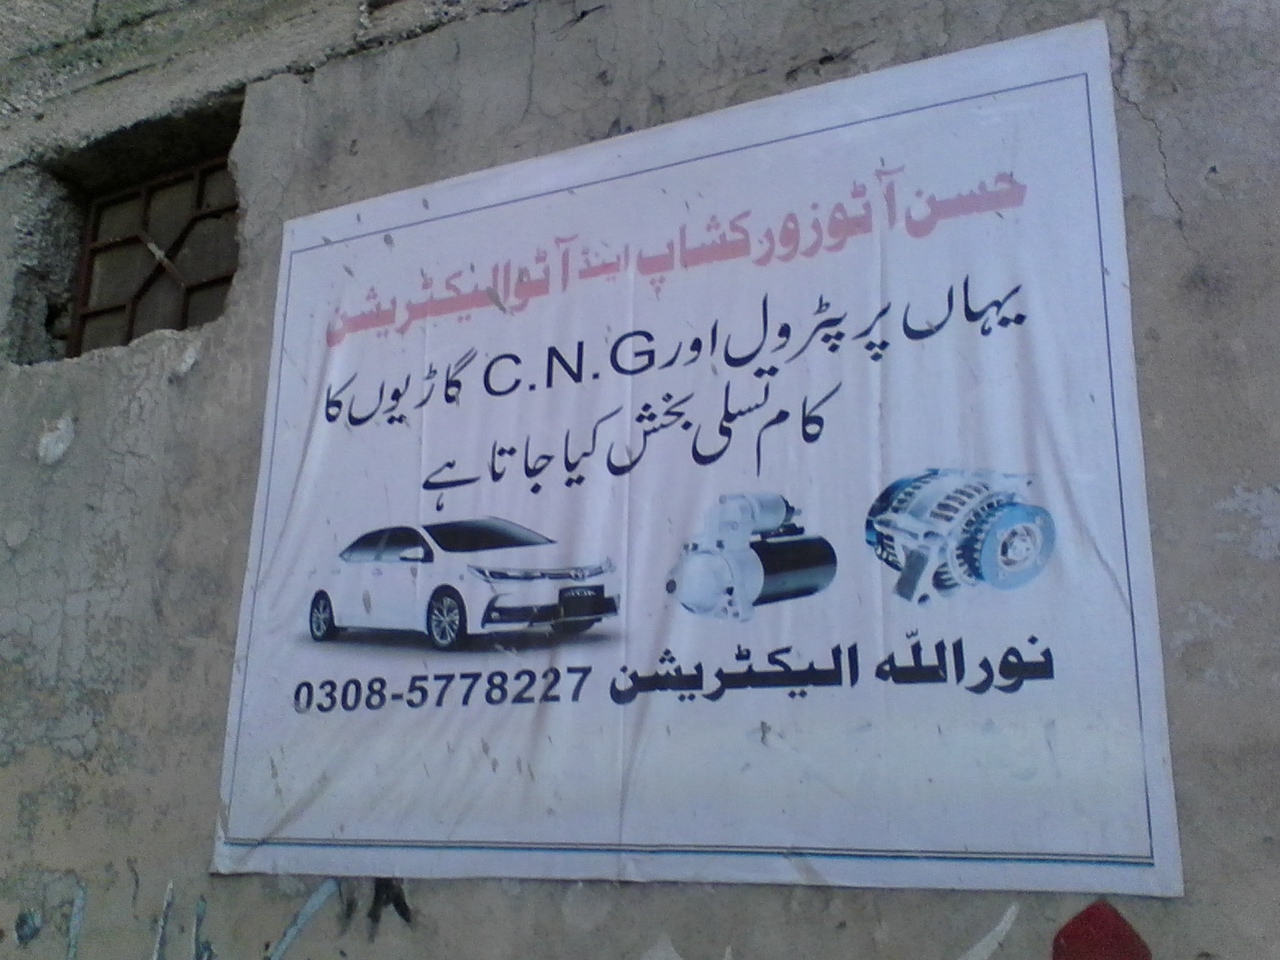 حسن آٹوز ورکشاپ اینڈ آٹو الیکٹریشن
یہاں پر پٹرول اور C.N.G گاڑیوں کا
کام تسلی بخش کیا جاتا ہے
نور اللہ الیکٹریشن 0308-5778227